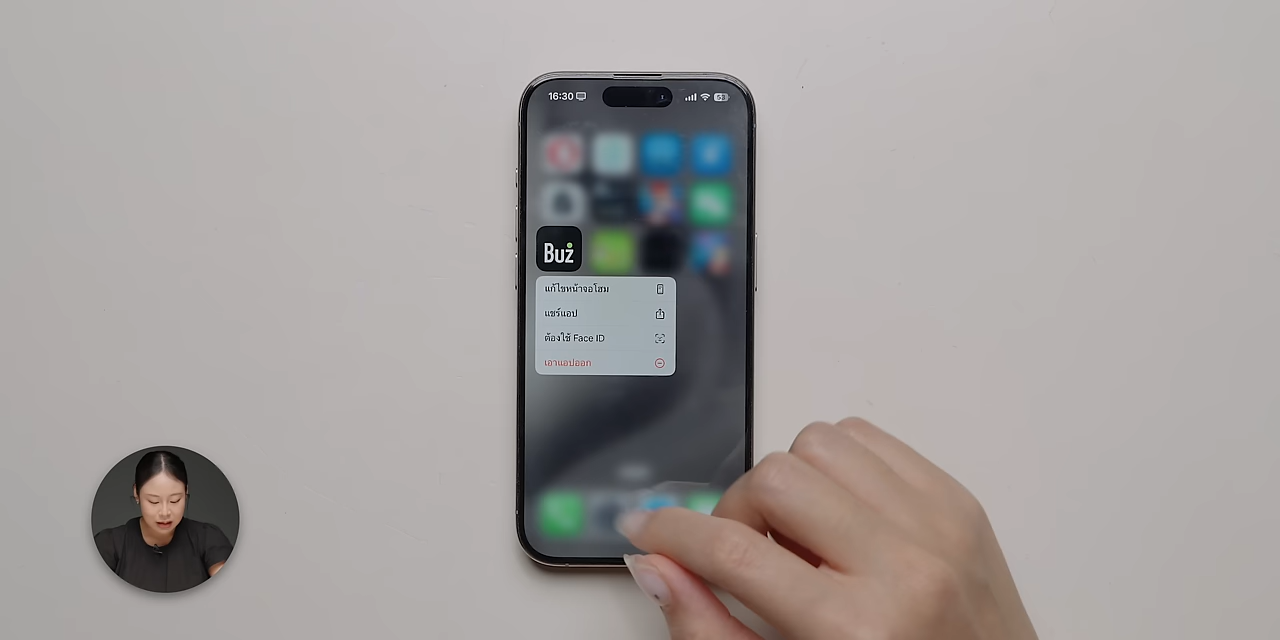 16:30
63
Buz
แก้ไขหน้าจอโฮม
แชร์แอป
ต้องใช้ Face ID
เอาแอปออก